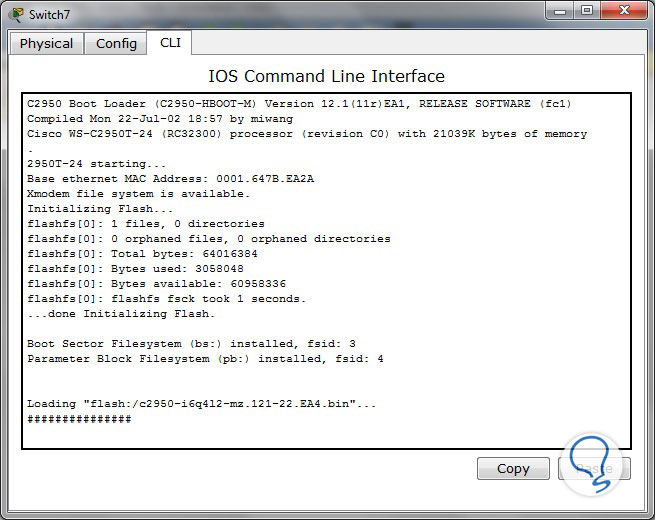 Switch7
Physical Config CLI
IOS Command Line Interface
C2950 Boot Loader (C2950-HBOOT-M) Version 12.1(11r)EA1, RELEASE SOFTWARE (fc1)
Compiled Mon 22-Jul-02 18:57 by miwang
Cisco WS-C2950T-24 (RC32300) processor (revision C0) with 21039K bytes of memory
.
2950T-24 starting...
Base ethernet MAC Address: 0001.647B.EA2A
Xmodem file system is available.
Initializing Flash...
flashfs[0]: 1 files, 0 directories
flashfs[0]: 0 orphaned files, 0 orphaned directories
flashfs[0]: Total bytes: 64016384
flashfs[0]: Bytes used: 3058048
flashfs[0]: Bytes available: 60958336
flashfs[0]: flashfs fsck took 1 seconds.
...done Initializing Flash.
Boot Sector Filesystem (bs:) installed, fsid: 3
Parameter Block Filesystem (pb:) installed, fsid: 4
Loading "flash:/c2950-i6q4l2-mz.121-22.EA4.bin"...
###############
Copy Paste